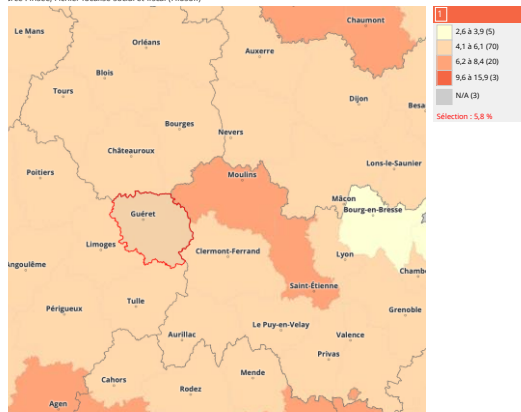 Chaumont
Le Mans
Orléans
Auxerre
Blois
Tours
Dijon
Besa
Bourges
Nevers
Châteauroux
Lons-le-Saunier
Poitiers
Moulins
Mâcon
Bourg-en-Bresse
Guéret
Limoges
Clermont-Ferrand
Lyon
Angoulême
Chambé
Saint-Étienne
Tulle
Périgueux
Grenoble
Le Puy-en-Velay
Aurillac
Valence
Privas
Cahors
Mende
Rodez
Agen
1
2,6 à 3,9 (5)
4,1 à 6,1 (70)
6,2 à 8,4 (20)
9,6 à 15,9 (3)
N/A (3)
Sélection : 5,8 %